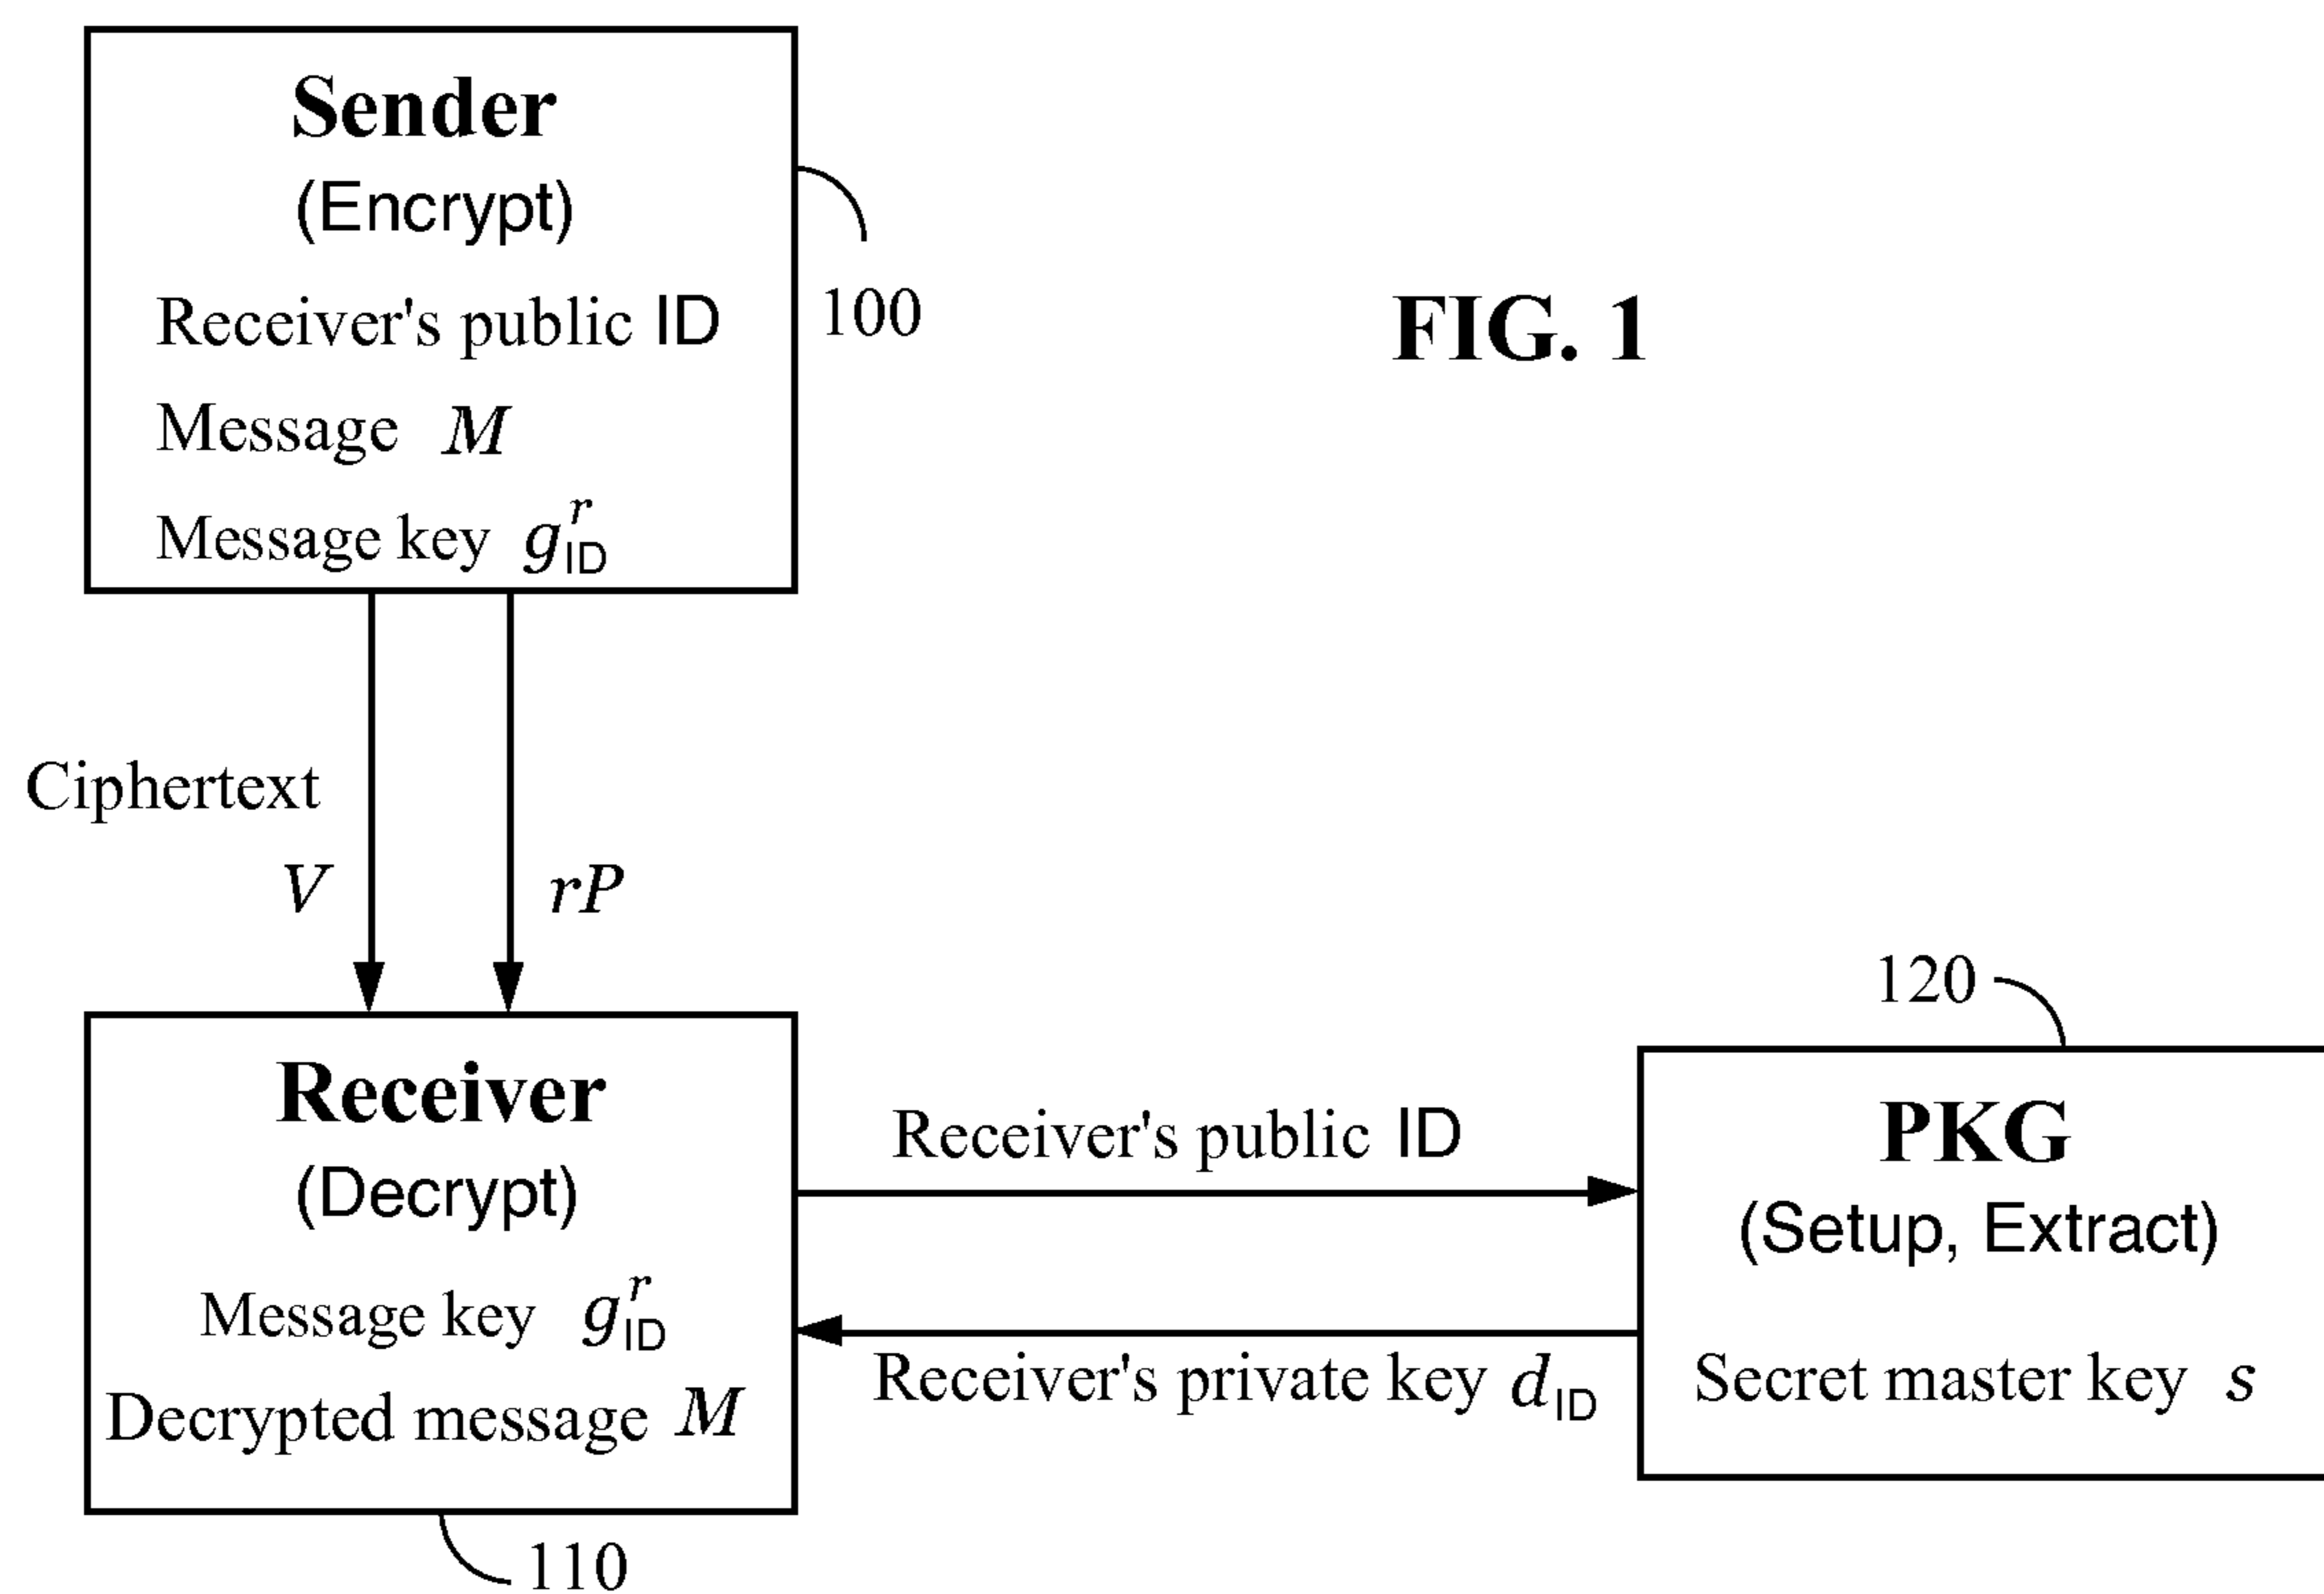 Sender
(Encrypt)
Receiver's public ID
Message M
Message key g^r_ID
100
FIG. 1
Ciphertext
V
rP
Receiver
(Decrypt)
Message key g^r_ID
Decrypted message M
110
Receiver's public ID
Receiver's private key d_ID
120
PKG
(Setup, Extract)
Secret master key s